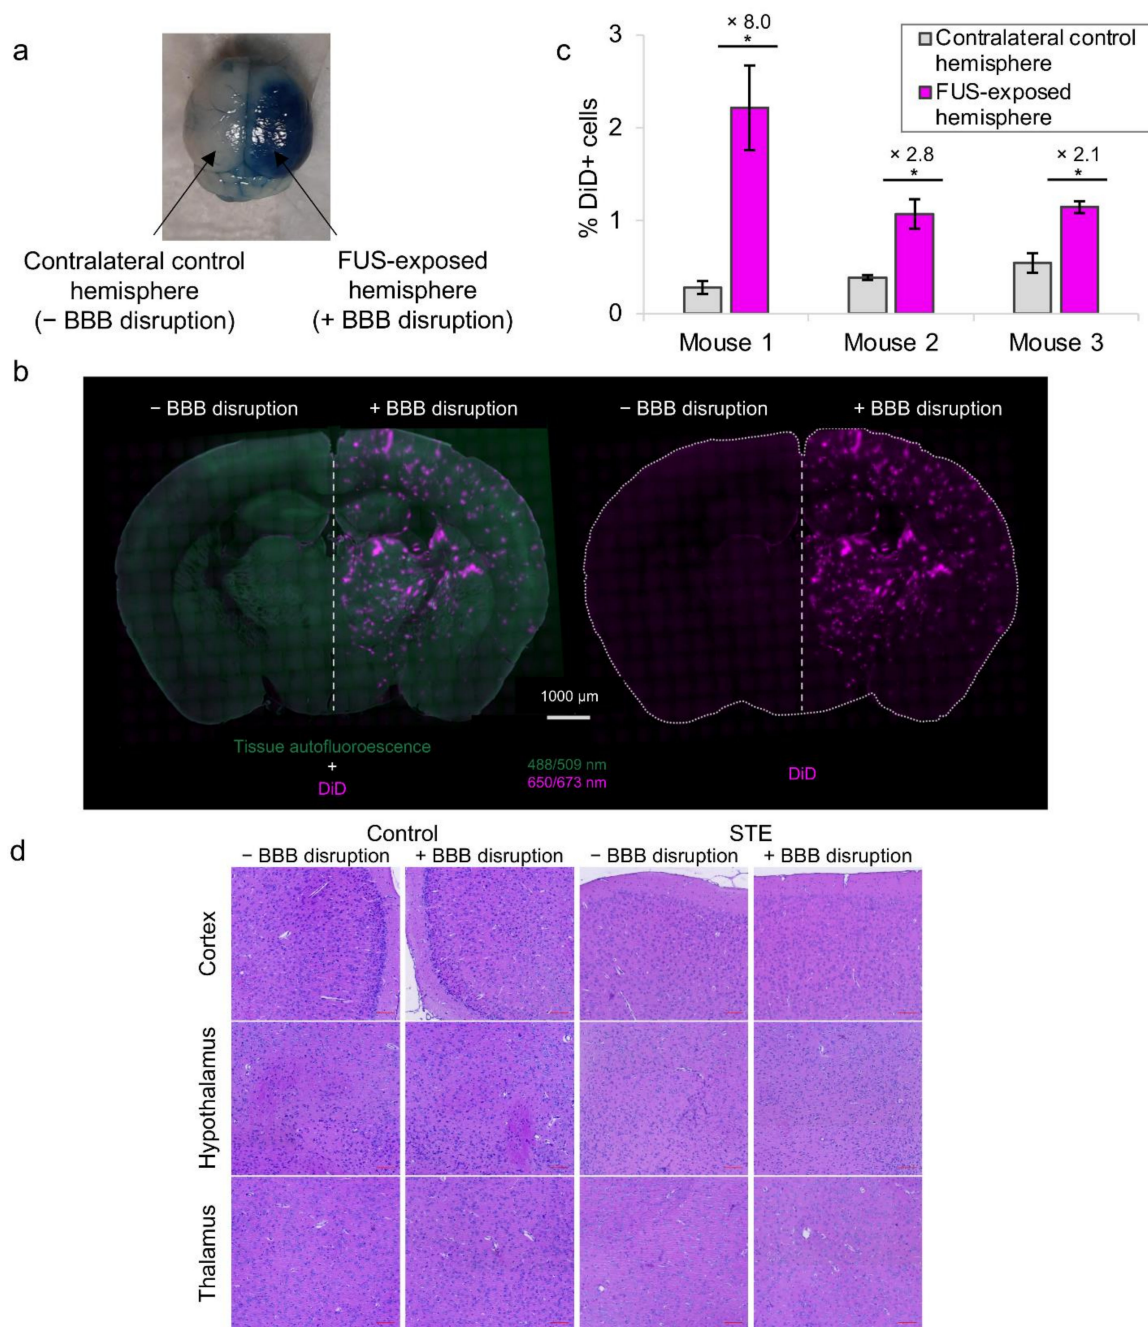 a
Contralateral control
hemisphere
(− BBB disruption)
FUS-exposed
hemisphere
(+ BBB disruption)
c
% DiD+ cells
3
2
1
0
× 8.0
*
× 2.8
*
× 2.1
*
Contralateral control
hemisphere
FUS-exposed
hemisphere
Mouse 1
Mouse 2
Mouse 3
b
− BBB disruption
+ BBB disruption
− BBB disruption
+ BBB disruption
1000 µm
Tissue autofluoroescence
+
DiD
488/509 nm
650/673 nm
DiD
d
Control
STE
− BBB disruption
+ BBB disruption
− BBB disruption
+ BBB disruption
Cortex
Hypothalamus
Thalamus